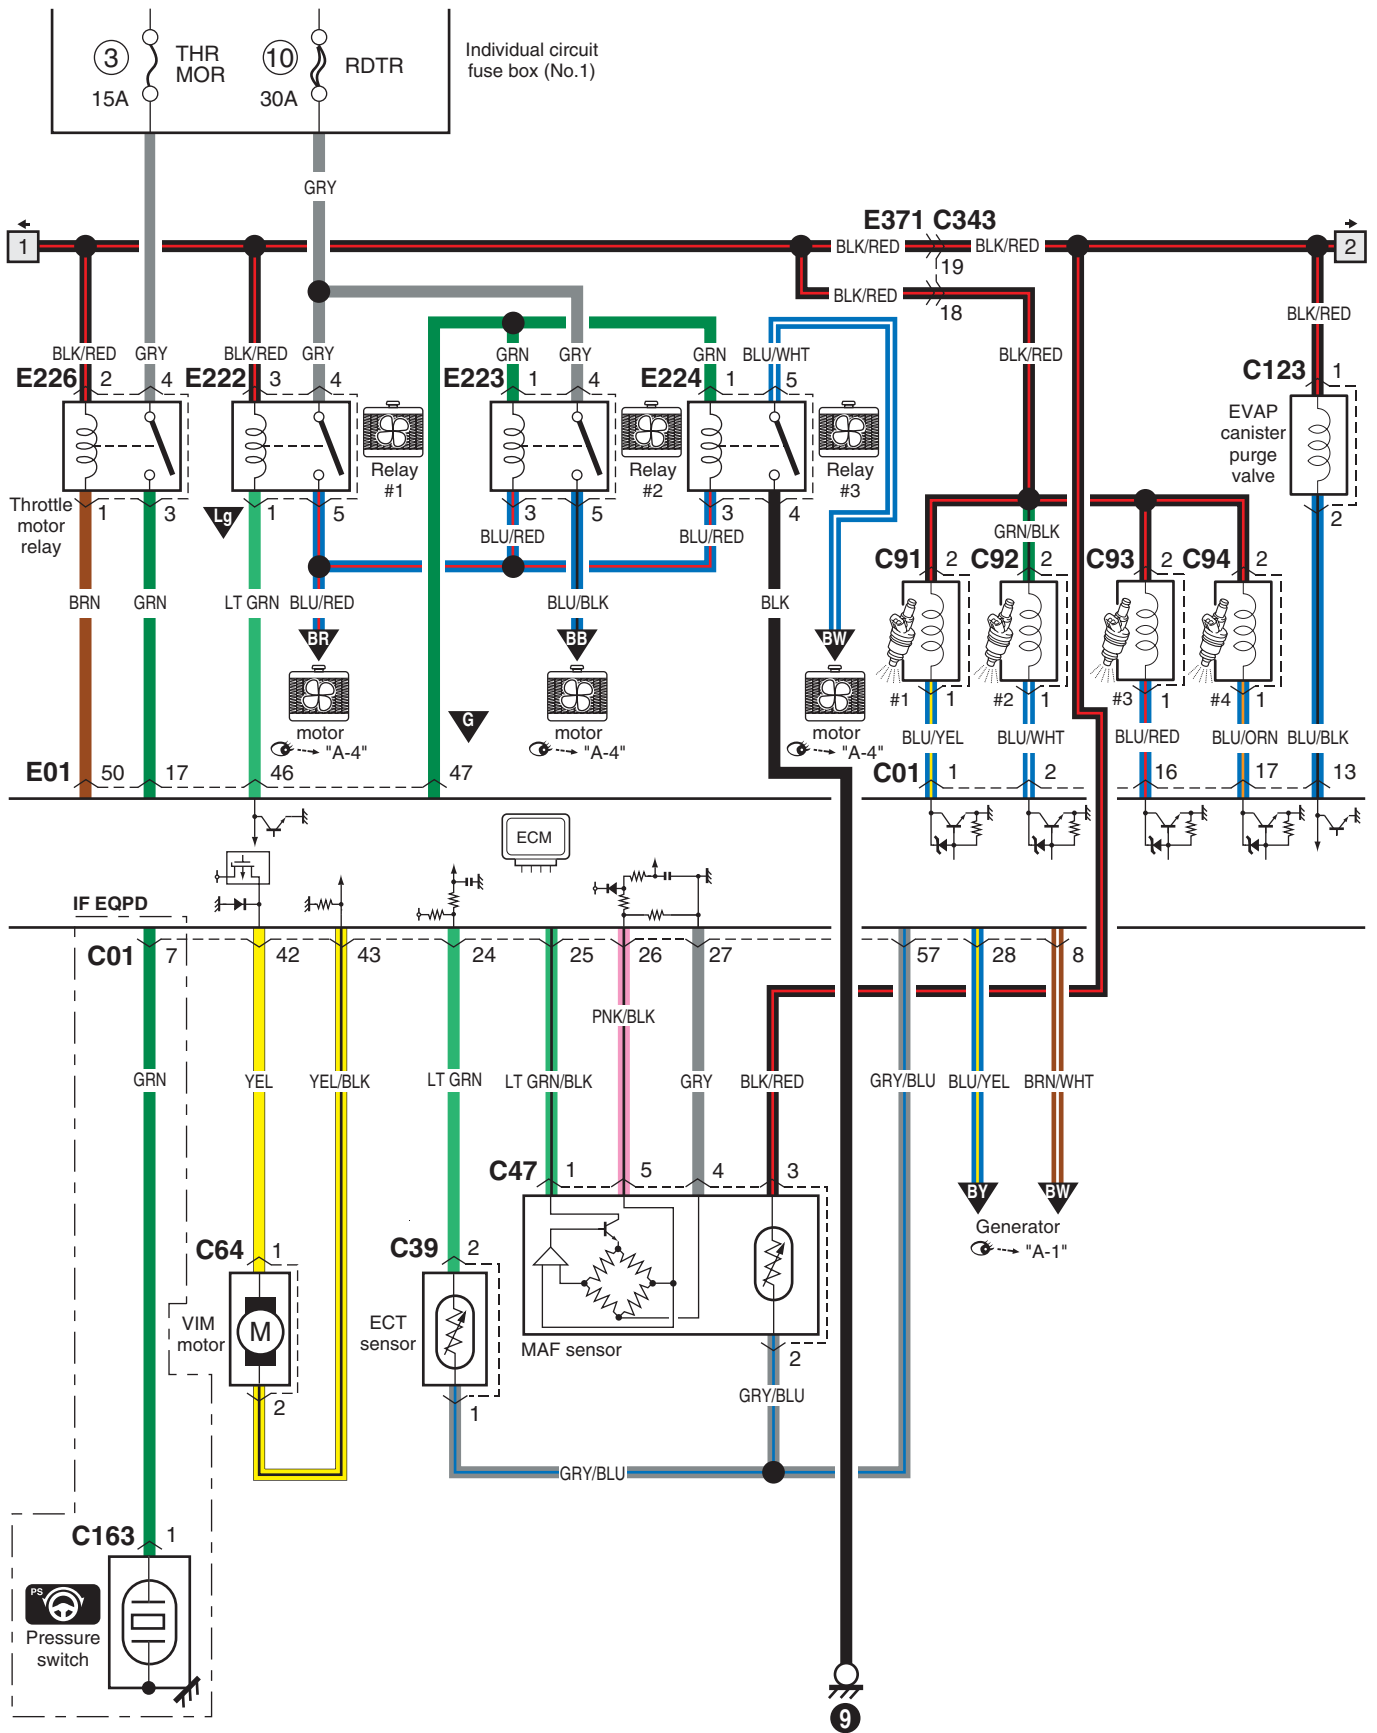 3 THR MOR 15A
10 RDTR 30A
Individual circuit
fuse box (No.1)
GRY
E371 C343
1 BLK/RED BLK/RED 2
19
BLK/RED
18
BLK/RED
BLK/RED
BLK/RED GRY BLK/RED GRY GRN GRY GRN BLU/WHT
E226 2 4 E222 3 4 E223 1 4 E224 1 5
C123 1
EVAP
canister
purge
valve
2
Relay
#1
Relay
#2
Relay
#3
Throttle
motor
relay
1 3 Lg 1 5 3 5 3 4
BLU/RED BLU/RED
GRN/BLK
C91 2 C92 2 C93 2 C94 2
BRN GRN LT GRN BLU/RED BLU/BLK BLK
BR BB BW
motor
"A-4"
motor
"A-4"
motor
"A-4"
G
#1 1 #2 1 #3 1 #4 1
BLU/YEL BLU/WHT BLU/RED BLU/ORN BLU/BLK
E01 50 17 46 47
C01 1 2 16 17 13
ECM
IF EQPD
C01 7 42 43 24 25 26 27 57 28 8
PNK/BLK
GRN YEL YEL/BLK LT GRN LT GRN/BLK GRY BLK/RED GRY/BLU BLU/YEL BRN/WHT
C47 1 5 4 3
BY BW
Generator
"A-1"
C64 1
C39 2
VIM
motor
M
2
ECT
sensor
1
MAF sensor
2
GRY/BLU
GRY/BLU
C163 1
PS
Pressure
switch
9